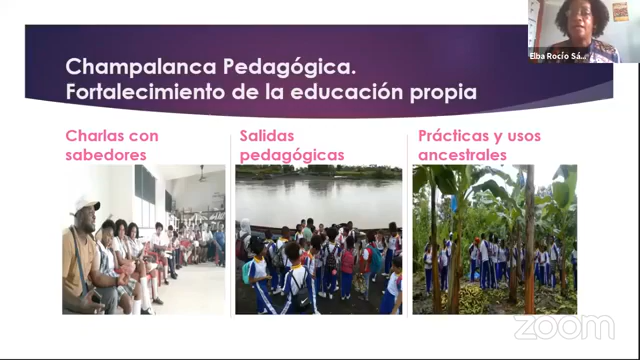 Elba Rocío Sá...
Champalanca Pedagógica.
Fortalecimiento de la educación propia
Charlas con
sabedores
Salidas
pedagógicas
Prácticas y usos
ancestrales
zoom